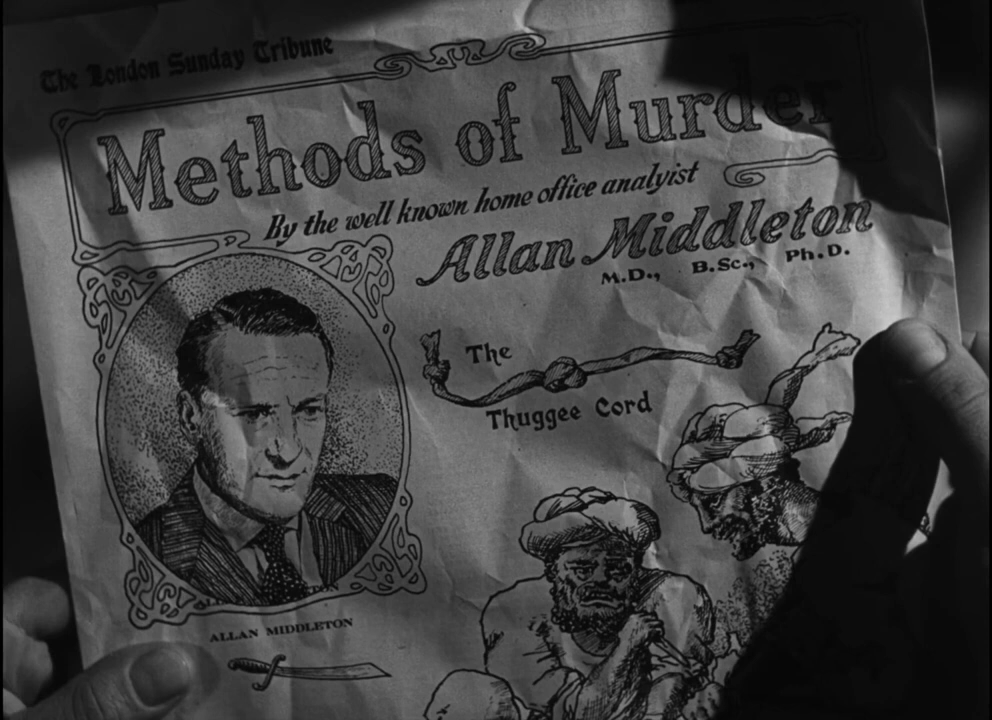 The London Sunday Tribune
Methods of Murder
By the well known home office analyist
Allan Middleton
M.D., B.Sc., Ph.D.
The
Thuggee Cord
ALLAN MIDDLETON